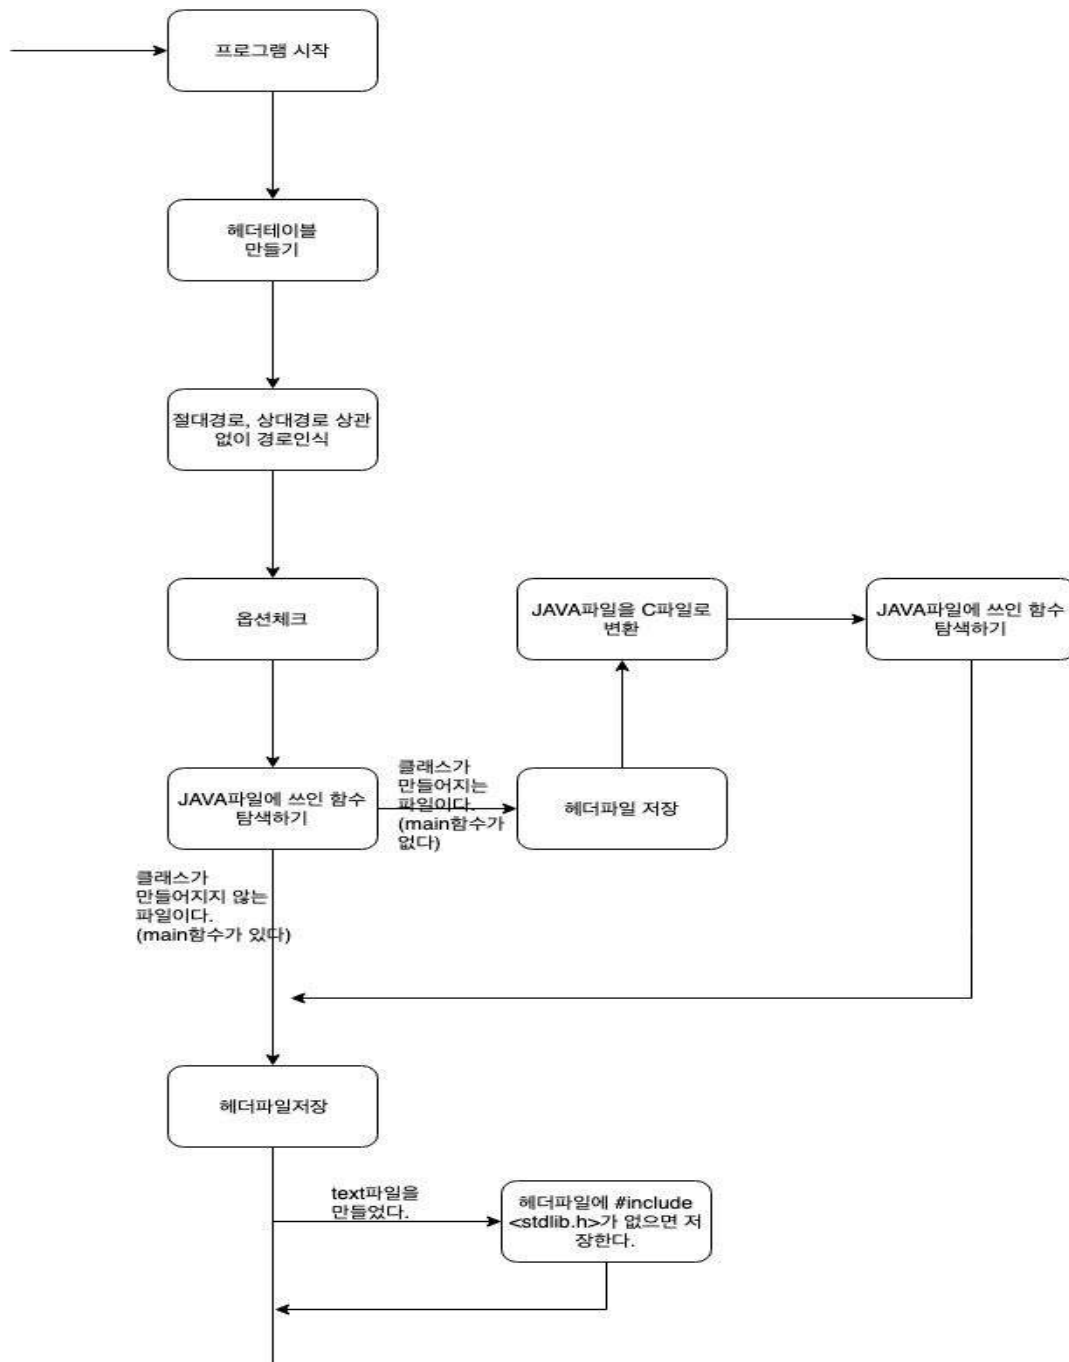 프로그램 시작
헤더테이블
만들기
절대경로, 상대경로 상관
없이 경로인식
옵션체크
JAVA파일을 C파일로
변환
JAVA파일에 쓰인 함수
탐색하기
JAVA파일에 쓰인 함수
탐색하기
클래스가
만들어지는
파일이다.
(main함수가
없다)
헤더파일 저장
클래스가
만들어지지 않는
파일이다.
(main함수가 있다)
헤더파일저장
text파일을
만들었다.
헤더파일에 #include
<stdlib.h>가 없으면 저
장한다.